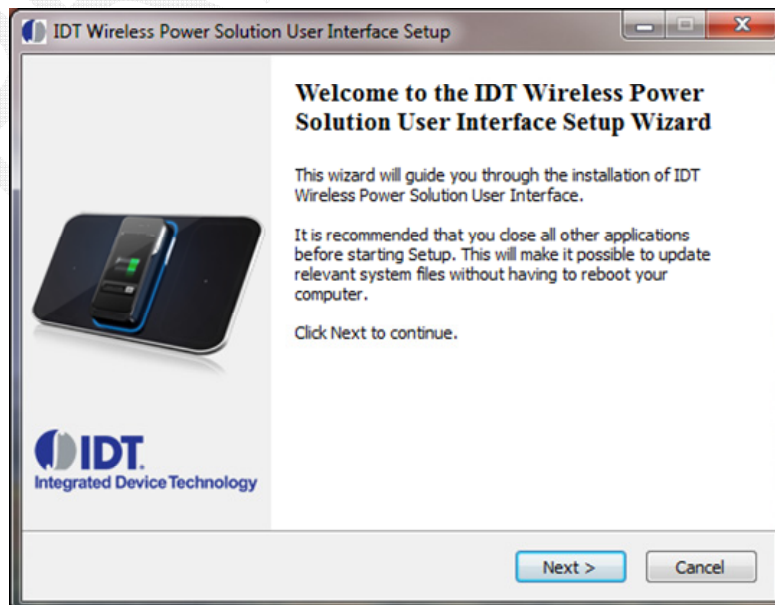 IDT Wireless Power Solution User Interface Setup
Welcome to the IDT Wireless Power
Solution User Interface Setup Wizard
This wizard will guide you through the installation of IDT
Wireless Power Solution User Interface.
It is recommended that you close all other applications
before starting Setup. This will make it possible to update
relevant system files without having to reboot your
computer.
Click Next to continue.
IDT.
Integrated Device Technology
Next >
Cancel